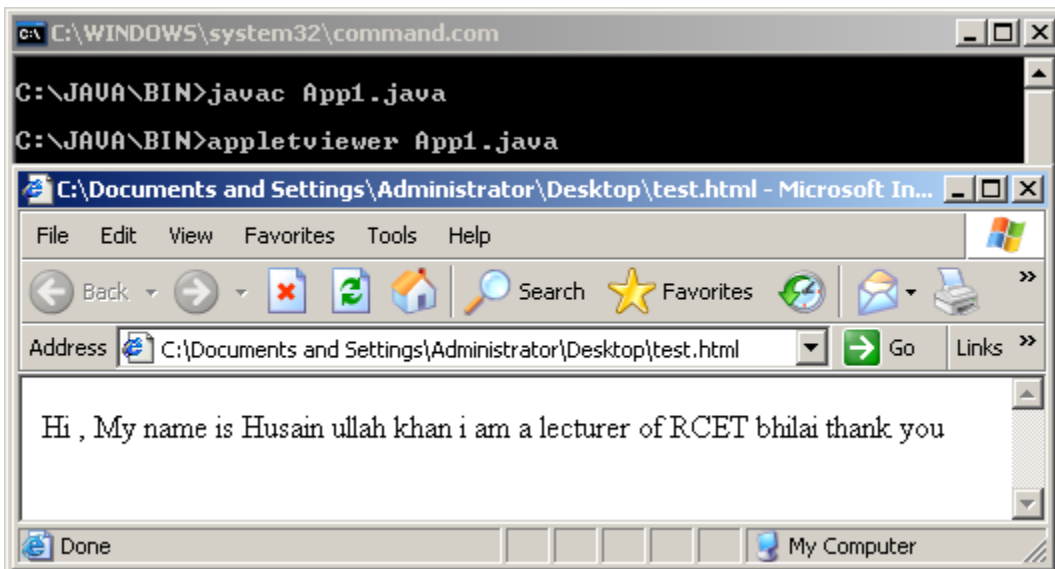 C:\WINDOWS\system32\command.com
C:\JAVA\BIN>javac App1.java
C:\JAVA\BIN>appletviewer App1.java
C:\Documents and Settings\Administrator\Desktop\test.html - Microsoft In...
File Edit View Favorites Tools Help
Back Search Favorites »
Address C:\Documents and Settings\Administrator\Desktop\test.html Go Links »
Hi , My name is Husain ullah khan i am a lecturer of RCET bhilai thank you
Done My Computer